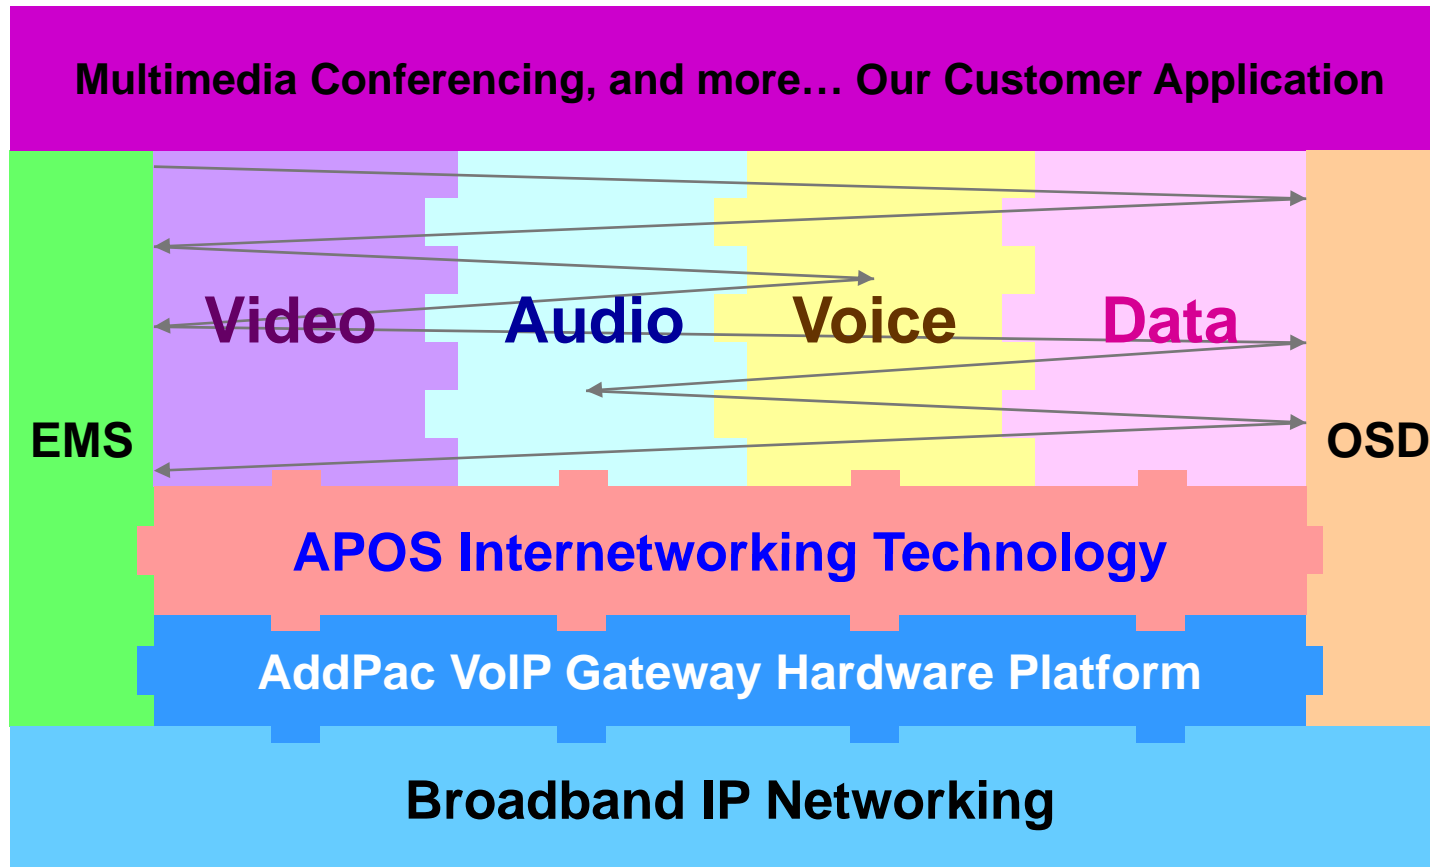 Multimedia Conferencing, and more… Our Customer Application
Video Audio Voice Data
EMS
OSD
APOS Internetworking Technology
AddPac VoIP Gateway Hardware Platform
Broadband IP Networking